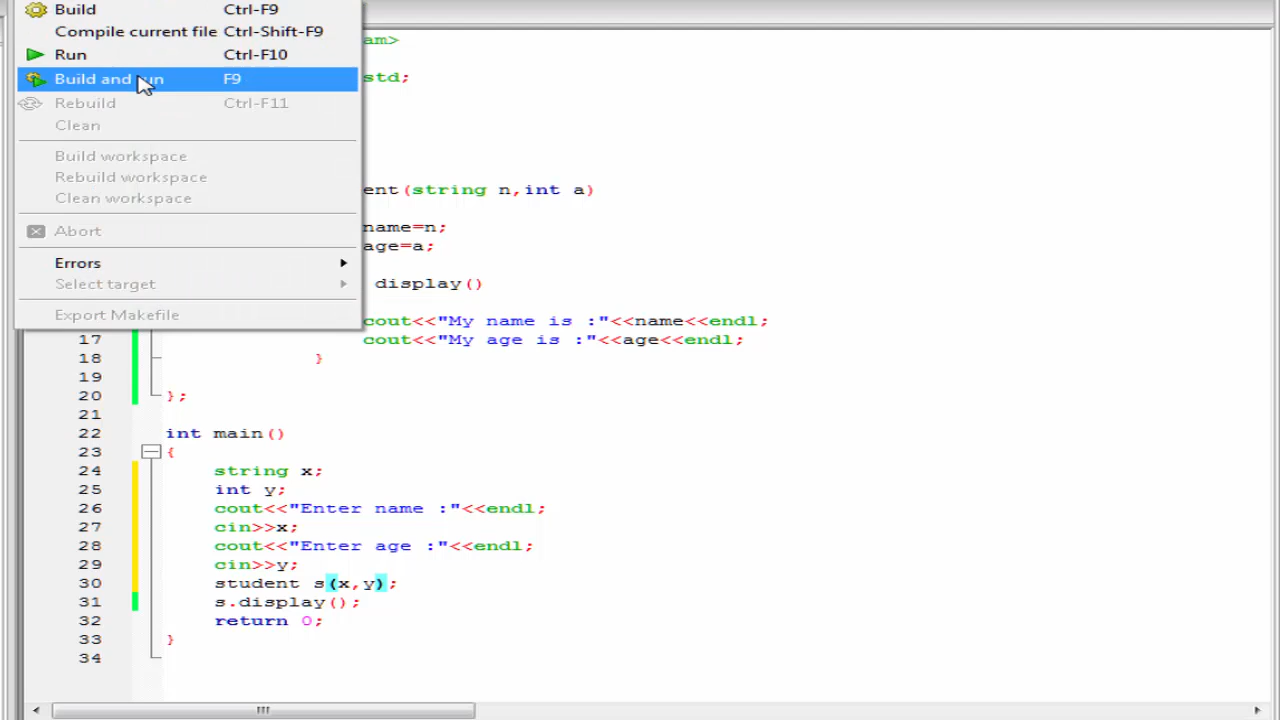 Build Ctrl-F9
Compile current file Ctrl-Shift-F9
am>
Run Ctrl-F10
Build and run F9
std;
Rebuild Ctrl-F11
Clean
Build workspace
Rebuild workspace
ent(string n,int a)
Clean workspace
name=n;
Abort
age=a;
Errors
Select target
display()
Export Makefile
cout<<"My name is :"<<name<<endl;
17 cout<<"My age is :"<<age<<endl;
18 }
19
20 };
21
22 int main()
23 {
24 string x;
25 int y;
26 cout<<"Enter name :"<<endl;
27 cin>>x;
28 cout<<"Enter age :"<<endl;
29 cin>>y;
30 student s(x,y);
31 s.display();
32 return 0;
33 }
34